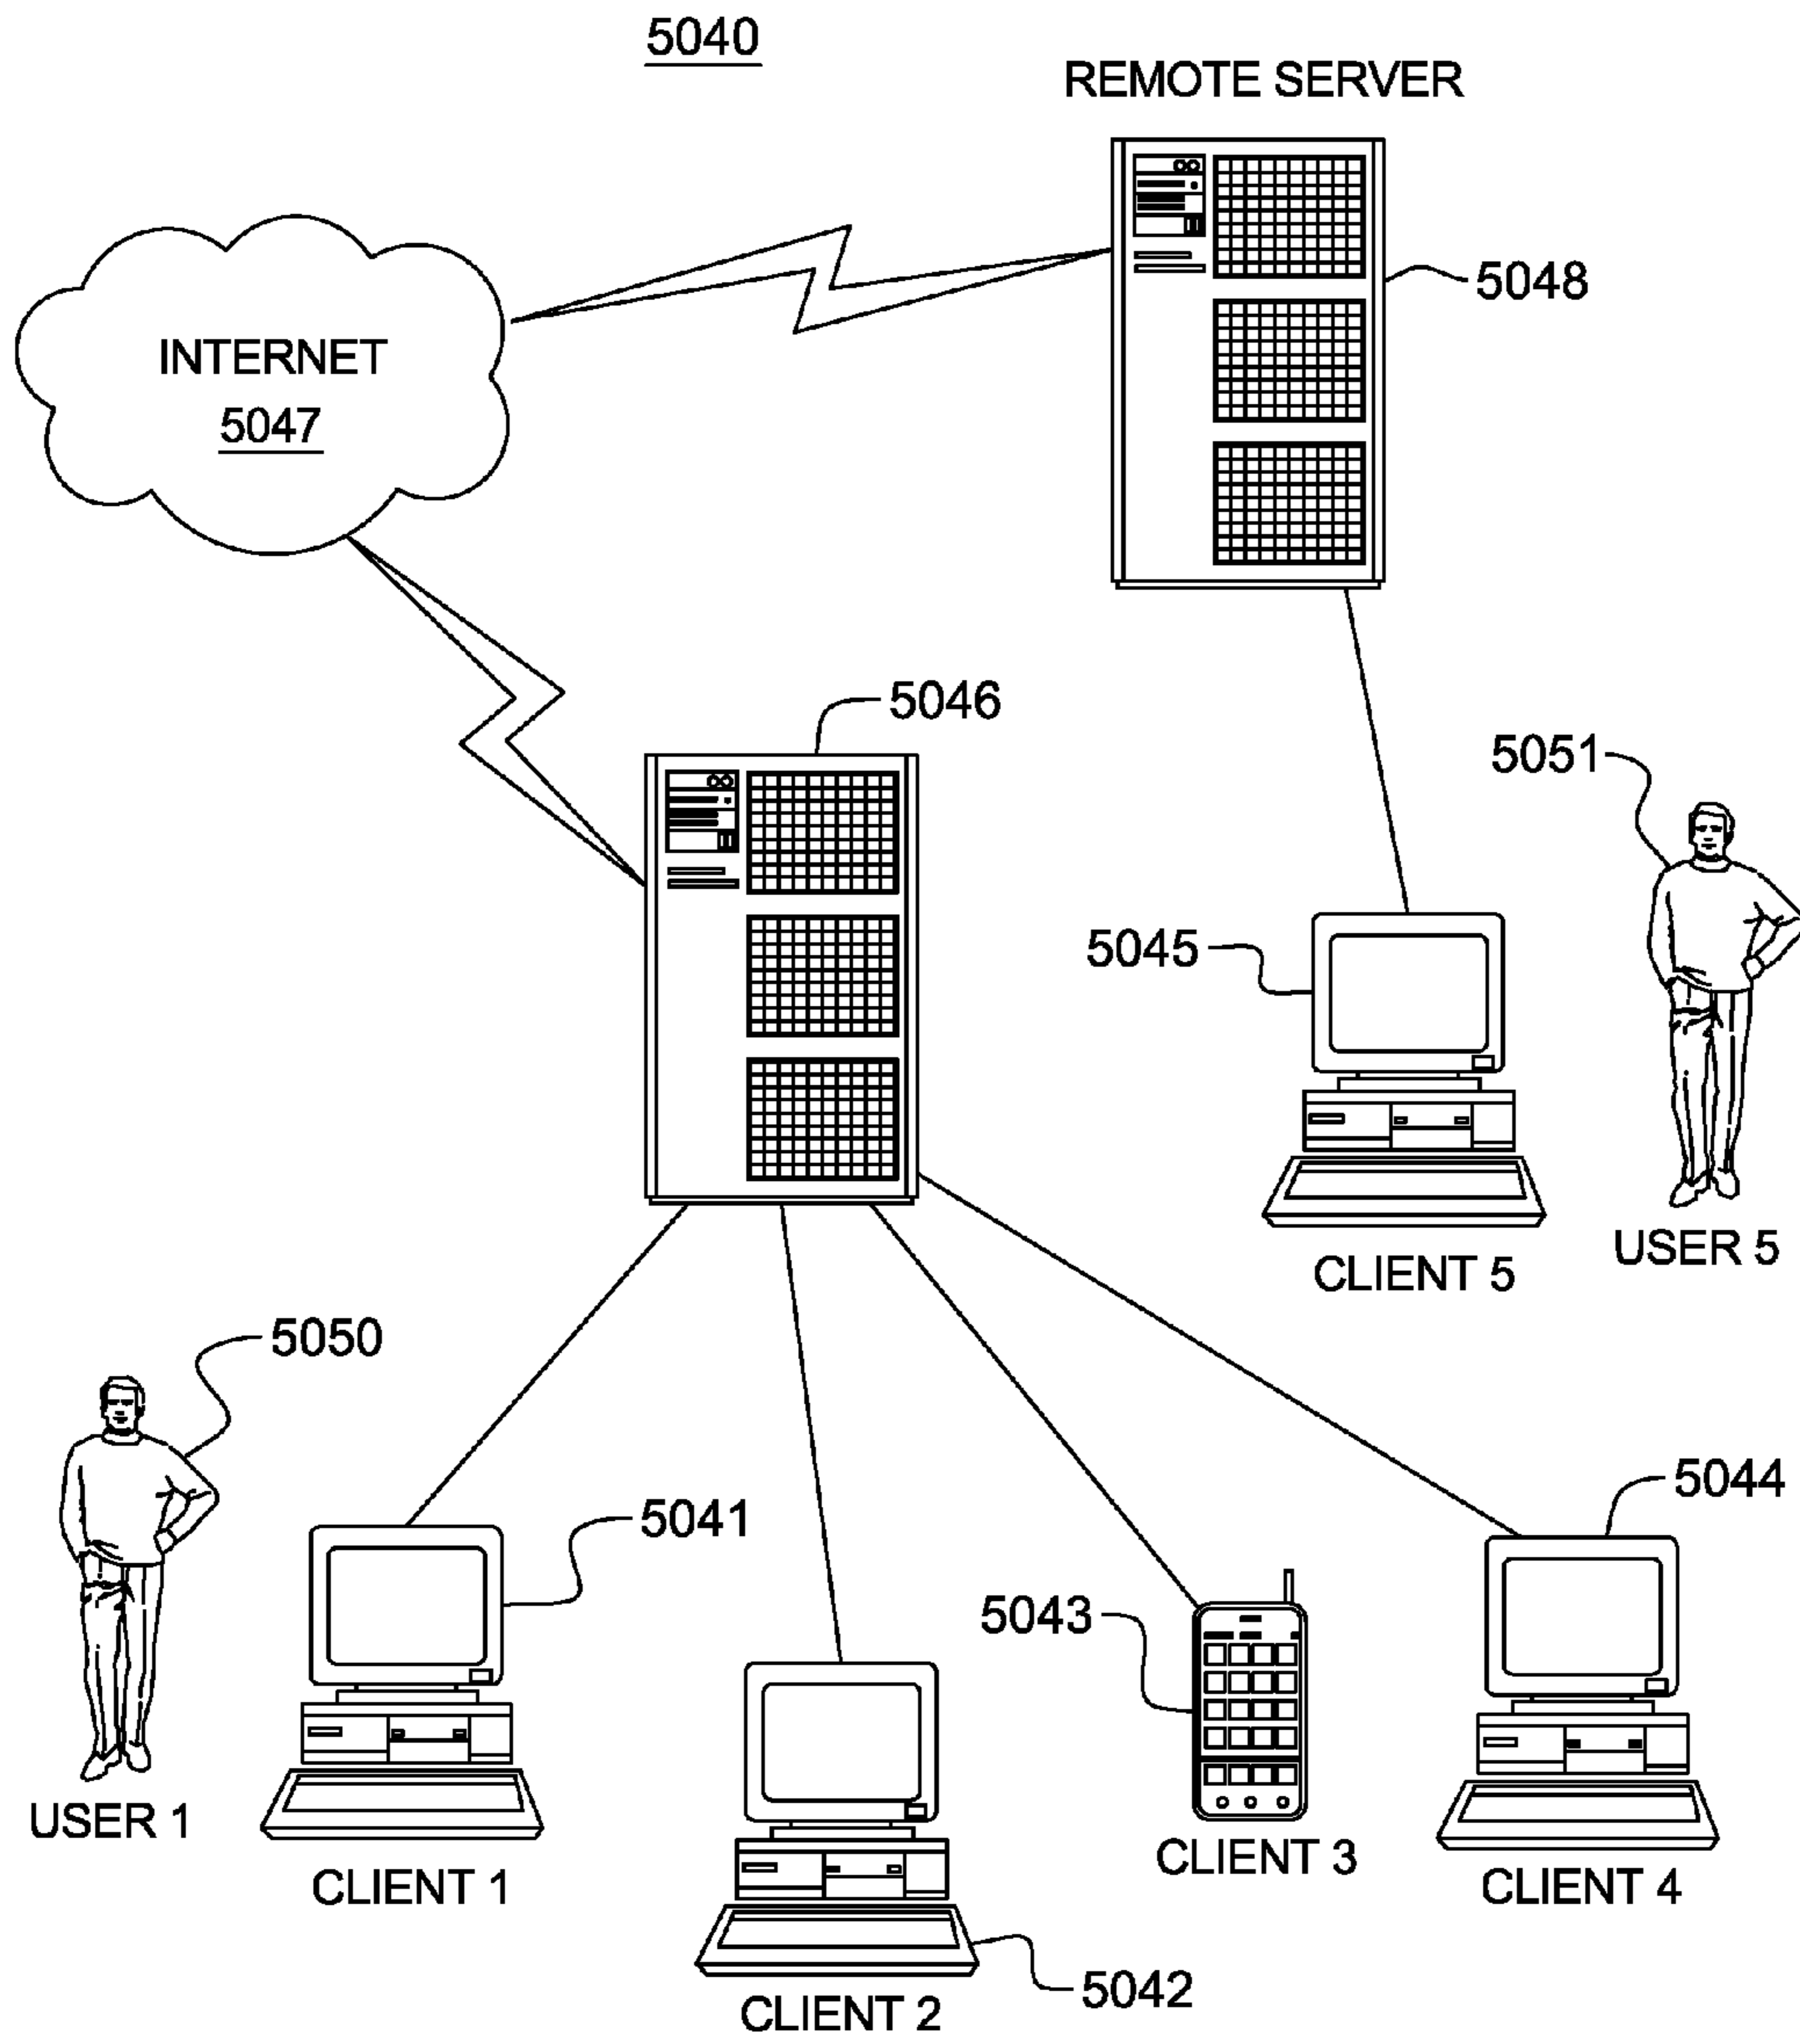 5040
REMOTE SERVER
5048
INTERNET
5047
5046
5051
5045
CLIENT 5
USER 5
5050
5041
5044
5043
USER 1
CLIENT 1
CLIENT 3
CLIENT 4
5042
CLIENT 2